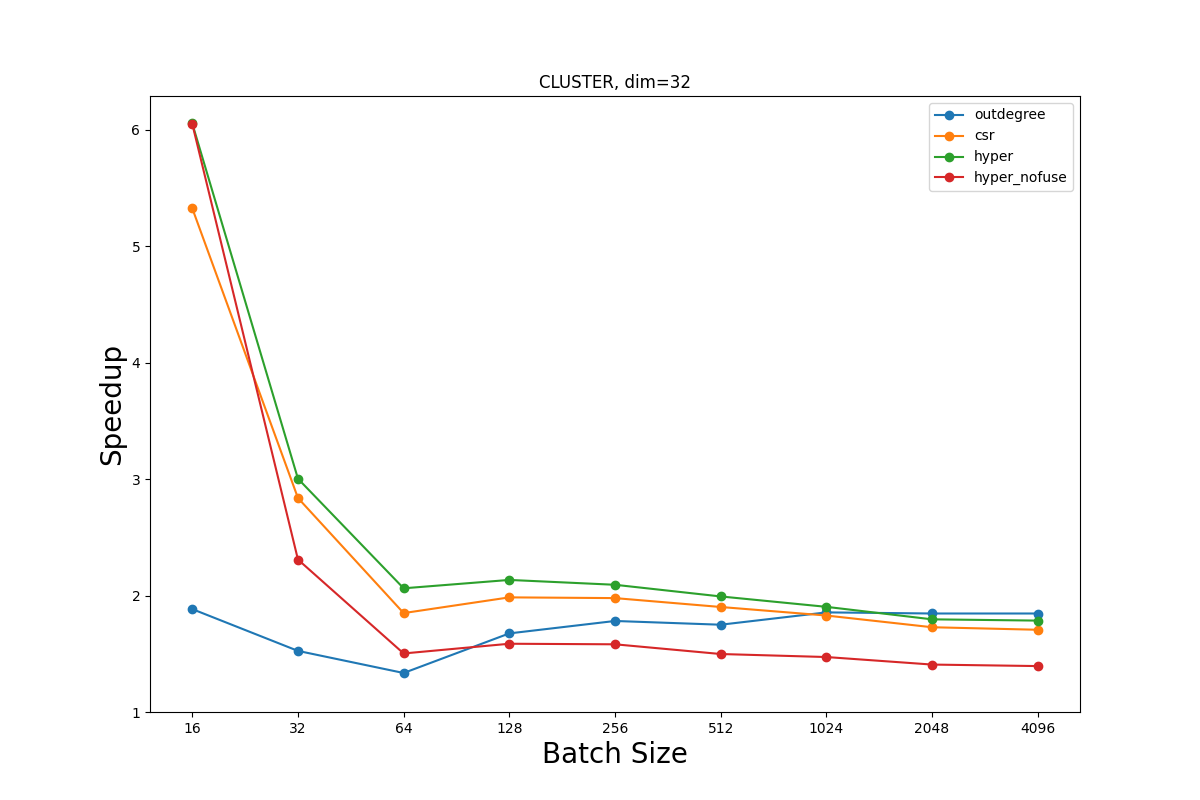 CLUSTER, dim=32
outdegree
csr
hyper
hyper_nofuse
Speedup
6
5
4
3
2
1
16 32 64 128 256 512 1024 2048 4096
Batch Size